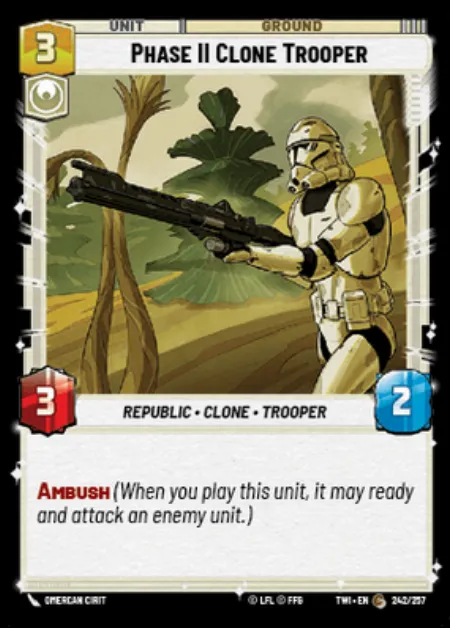 UNIT GROUND
3 PHASE II CLONE TROOPER
3 REPUBLIC • CLONE • TROOPER 2
AMBUSH (When you play this unit, it may ready
and attack an enemy unit.)
OMERCAN CIRIT © LFL © FFG TWI • EN C 242/257